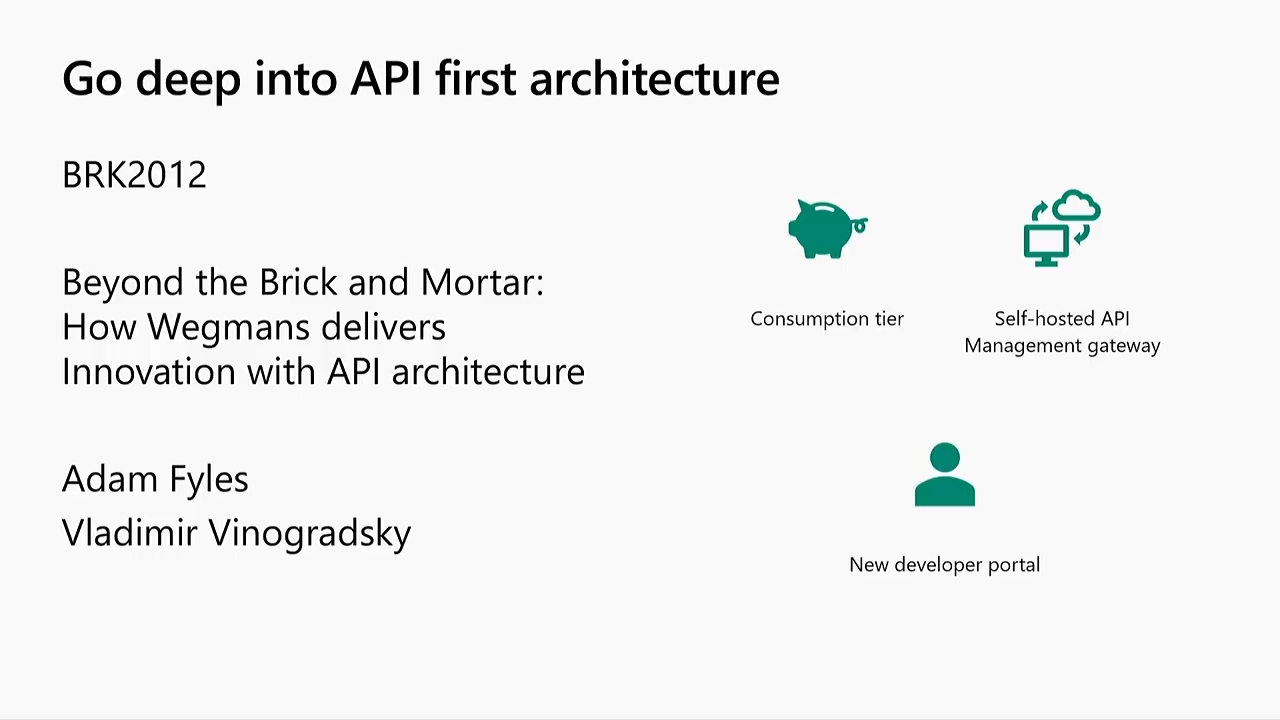 Go deep into API first architecture
BRK2012
Beyond the Brick and Mortar:
How Wegmans delivers
Innovation with API architecture
Adam Fyles
Vladimir Vinogradsky
Consumption tier
Self-hosted API
Management gateway
New developer portal